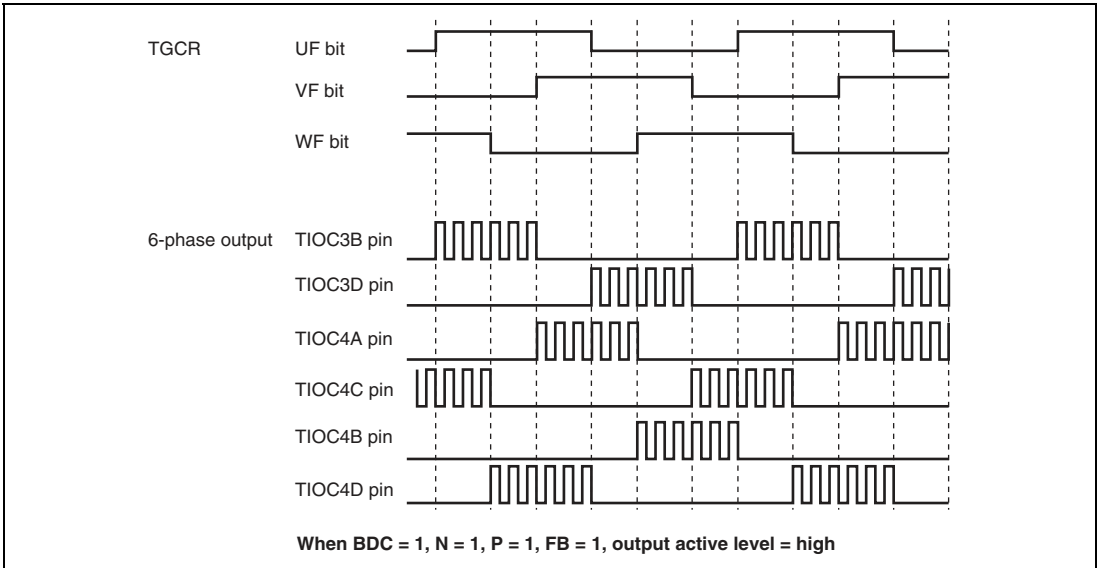 TGCR UF bit
VF bit
WF bit
6-phase output TIOC3B pin
TIOC3D pin
TIOC4A pin
TIOC4C pin
TIOC4B pin
TIOC4D pin
When BDC = 1, N = 1, P = 1, FB = 1, output active level = high